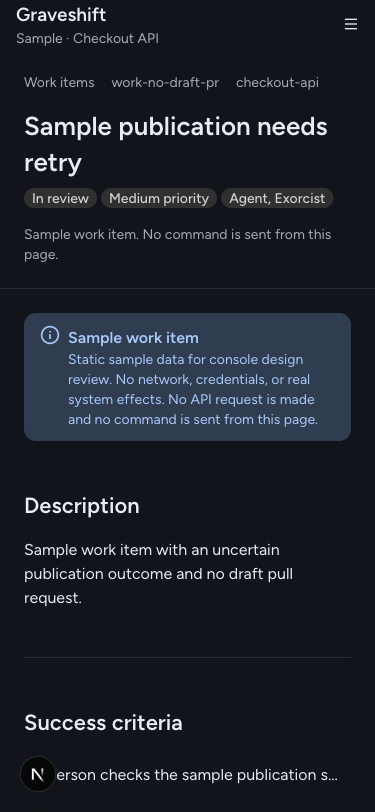 Graveshift
Sample · Checkout API
Work items work-no-draft-pr checkout-api
Sample publication needs
retry
In review Medium priority Agent, Exorcist
Sample work item. No command is sent from this
page.
Sample work item
Static sample data for console design
review. No network, credentials, or real
system effects. No API request is made
and no command is sent from this page.
Description
Sample work item with an uncertain
publication outcome and no draft pull
request.
Success criteria
N
erson checks the sample publication s...